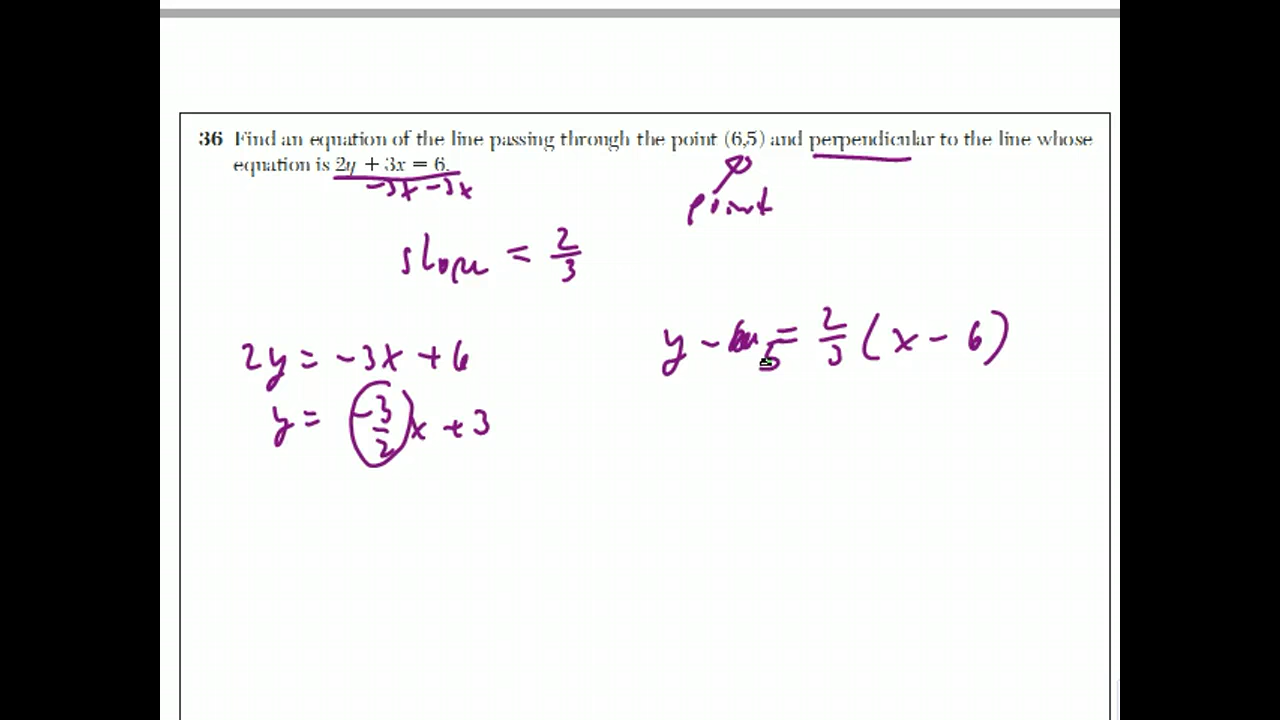 36 Find an equation of the line passing through the point (6,5) and perpendicular to the line whose
equation is 2y + 3x = 6.
-3x -3x
point
slope = 2/3
2y = -3x + 6
y - 5 = 2/3 (x - 6)
y = -3/2 x + 3